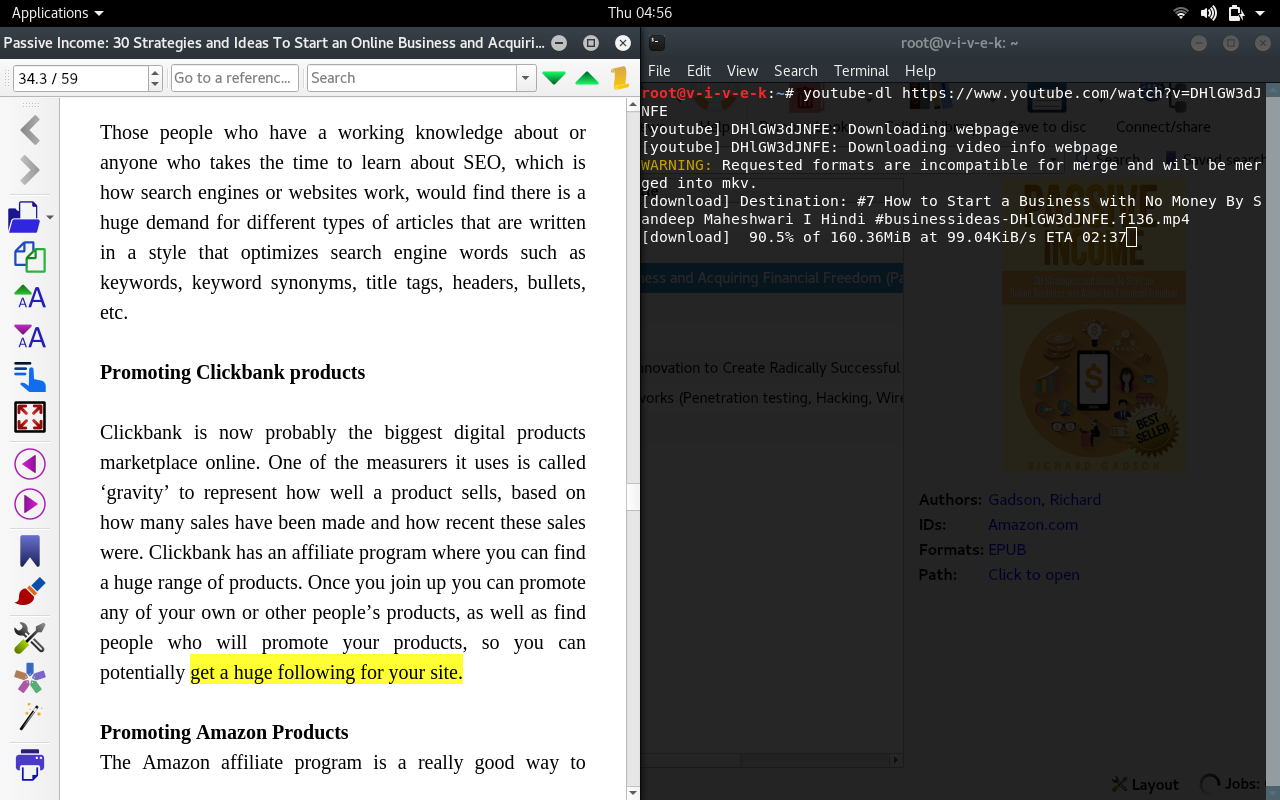 Applications
Thu 04:56
Passive Income: 30 Strategies and Ideas To Start an Online Business and Acquiri...
34.3 / 59
Go to a referenc...
Search
Those people who have a working knowledge about or
anyone who takes the time to learn about SEO, which is
how search engines or websites work, would find there is a
huge demand for different types of articles that are written
in a style that optimizes search engine words such as
keywords, keyword synonyms, title tags, headers, bullets,
etc.
Promoting Clickbank products
Clickbank is now probably the biggest digital products
marketplace online. One of the measurers it uses is called
‘gravity’ to represent how well a product sells, based on
how many sales have been made and how recent these sales
were. Clickbank has an affiliate program where you can find
a huge range of products. Once you join up you can promote
any of your own or other people’s products, as well as find
people who will promote your products, so you can
potentially get a huge following for your site.
Promoting Amazon Products
The Amazon affiliate program is a really good way to
root@v-i-v-e-k: ~
File Edit View Search Terminal Help
root@v-i-v-e-k:~# youtube-dl https://www.youtube.com/watch?v=DHlGW3dJ
NFE
[youtube] DHlGW3dJNFE: Downloading webpage
[youtube] DHlGW3dJNFE: Downloading video info webpage
WARNING: Requested formats are incompatible for merge and will be mer
ged into mkv.
[download] Destination: #7 How to Start a Business with No Money By S
andeep Maheshwari I Hindi #businessideas-DHlGW3dJNFE.f136.mp4
[download]  90.5% of 160.36MiB at 99.04KiB/s ETA 02:37
Save to disc
Connect/share
Search
Saved search
ess and Acquiring Financial Freedom (Pa
nnovation to Create Radically Successful
works (Penetration testing, Hacking, Wire
PASSIVE
INCOME
BEST
SELLER
RICHARD GADSON
Authors: Gadson, Richard
IDs: Amazon.com
Formats: EPUB
Path: Click to open
Layout
Jobs: